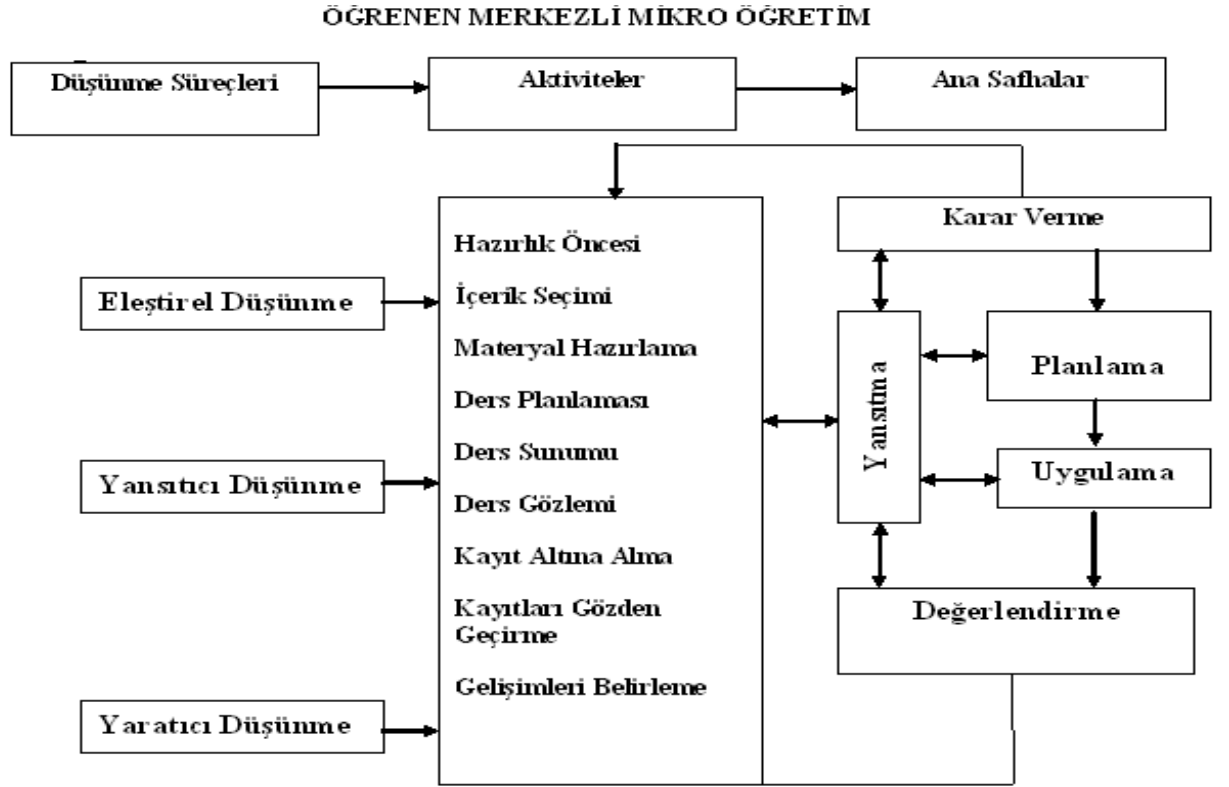 ÖĞRENEN MERKEZLİ MİKRO ÖĞRETİM
Düşünme Süreçleri
Aktiviteler
Ana Safhalar
Eleştirel Düşünme
Yansıtıcı Düşünme
Yaratıcı Düşünme
Hazırlık Öncesi
İçerik Seçimi
Materyal Hazırlama
Ders Planlaması
Ders Sunumu
Ders Gözlemi
Kayıt Altına Alma
Kayıtları Gözden
Geçirme
Gelişimleri Belirleme
Karar Verme
Yansıtma
Planlama
Uygulama
Değerlendirme